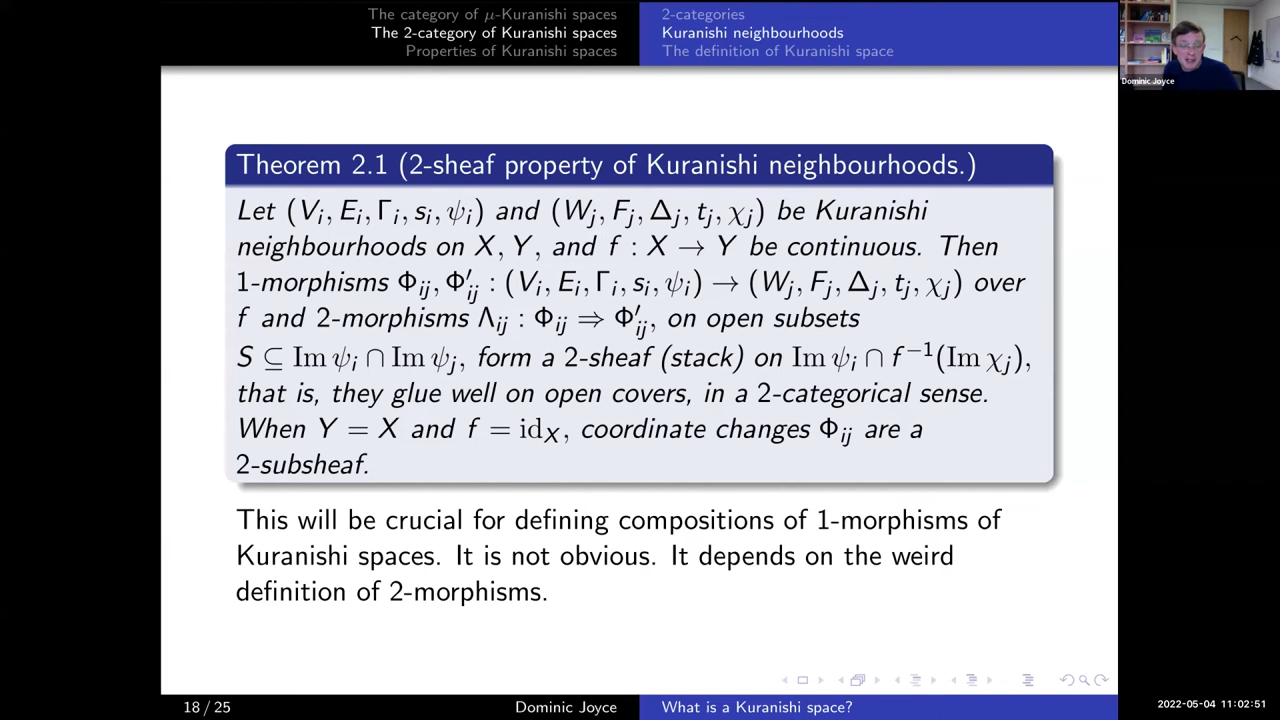 The category of μ-Kuranishi spaces
The 2-category of Kuranishi spaces
Properties of Kuranishi spaces
2-categories
Kuranishi neighbourhoods
The definition of Kuranishi space
Dominic Joyce
Theorem 2.1 (2-sheaf property of Kuranishi neighbourhoods.)
Let (V_i, E_i, Γ_i, s_i, ψ_i) and (W_j, F_j, Δ_j, t_j, χ_j) be Kuranishi
neighbourhoods on X, Y, and f : X → Y be continuous. Then
1-morphisms Φ_ij, Φ′_ij : (V_i, E_i, Γ_i, s_i, ψ_i) → (W_j, F_j, Δ_j, t_j, χ_j) over
f and 2-morphisms Λ_ij : Φ_ij ⇒ Φ′_ij, on open subsets
S ⊆ Im ψ_i ∩ Im ψ_j, form a 2-sheaf (stack) on Im ψ_i ∩ f⁻¹(Im χ_j),
that is, they glue well on open covers, in a 2-categorical sense.
When Y = X and f = id_X, coordinate changes Φ_ij are a
2-subsheaf.
This will be crucial for defining compositions of 1-morphisms of
Kuranishi spaces. It is not obvious. It depends on the weird
definition of 2-morphisms.
18 / 25
Dominic Joyce
What is a Kuranishi space?
2022-05-04 11:02:51